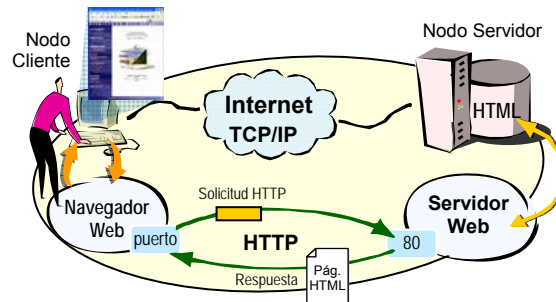 Nodo
Cliente
Nodo Servidor
Internet
TCP/IP
HTML
Solicitud HTTP
Navegador
Web
puerto
HTTP
80
Servidor
Web
Respuesta
Pág.
HTML